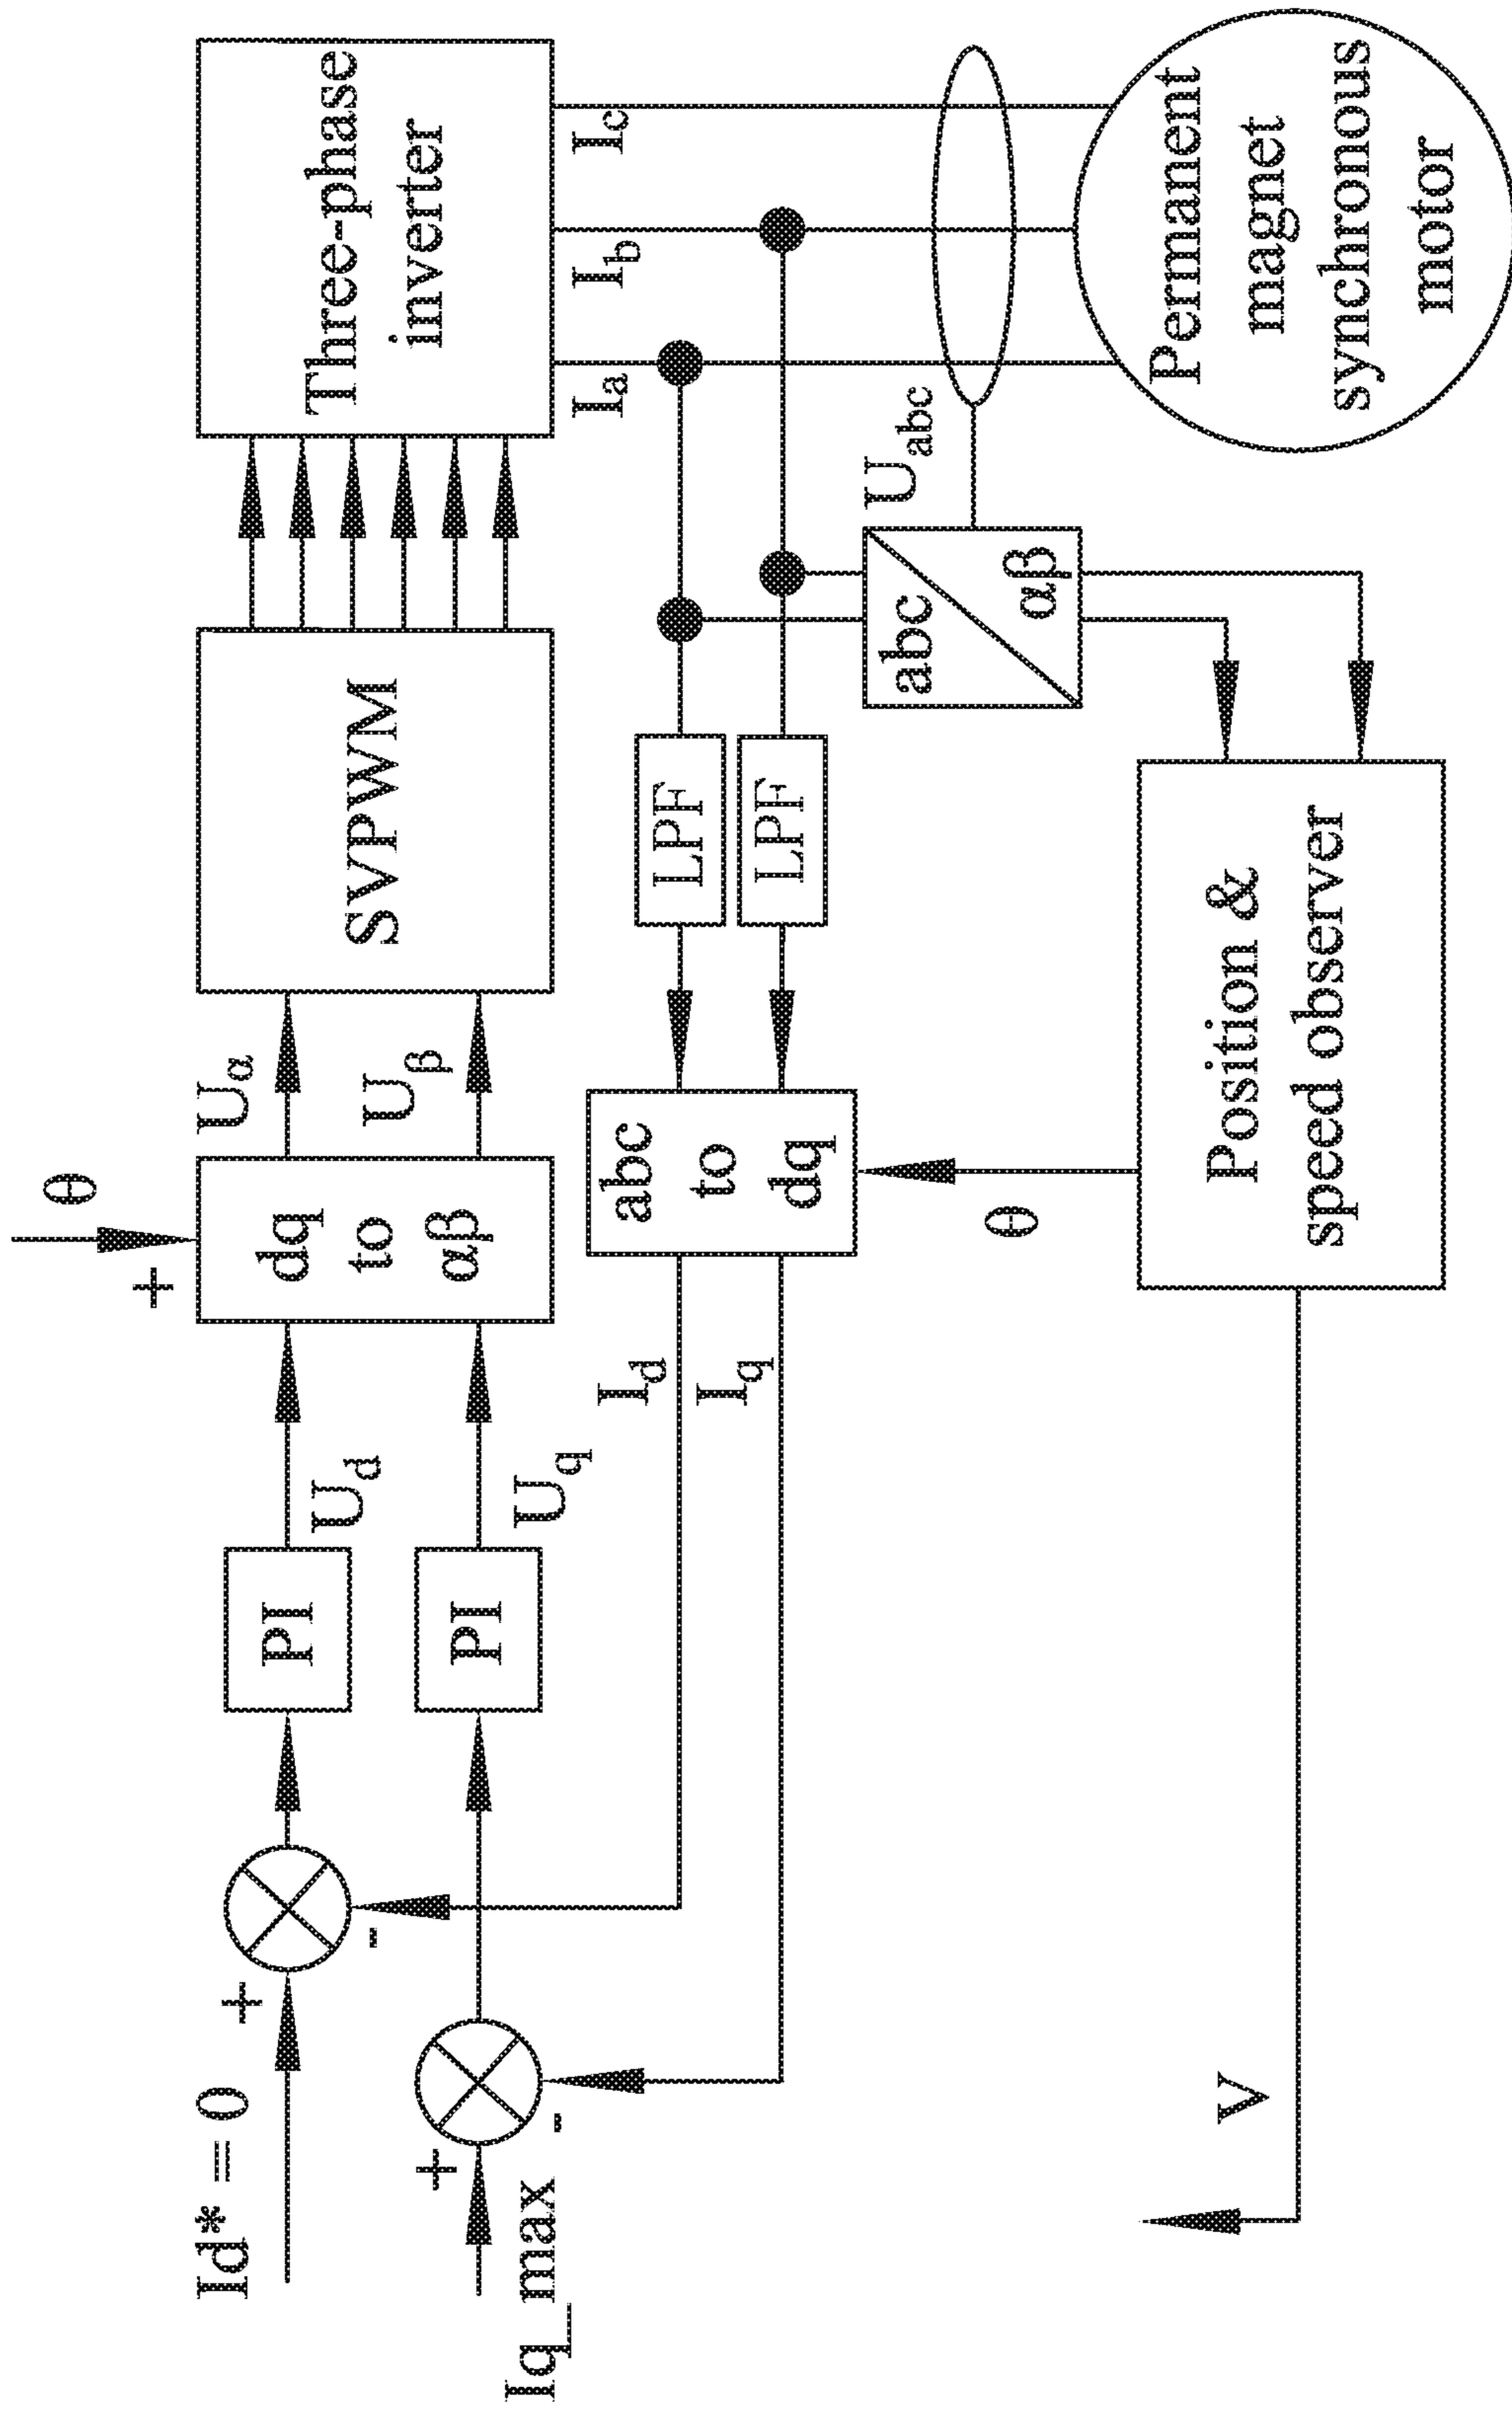 θ
+
Id* = 0
+
-
PI
U_d
dq
to
αβ
U_α
U_β
SVPWM
Three-phase
inverter
Iq_max
+
-
PI
U_q
I_d
I_q
abc
to
dq
LPF
LPF
I_a
I_b
I_c
θ
abc
αβ
U_abc
V
Position &
speed observer
Permanent
magnet
synchronous
motor